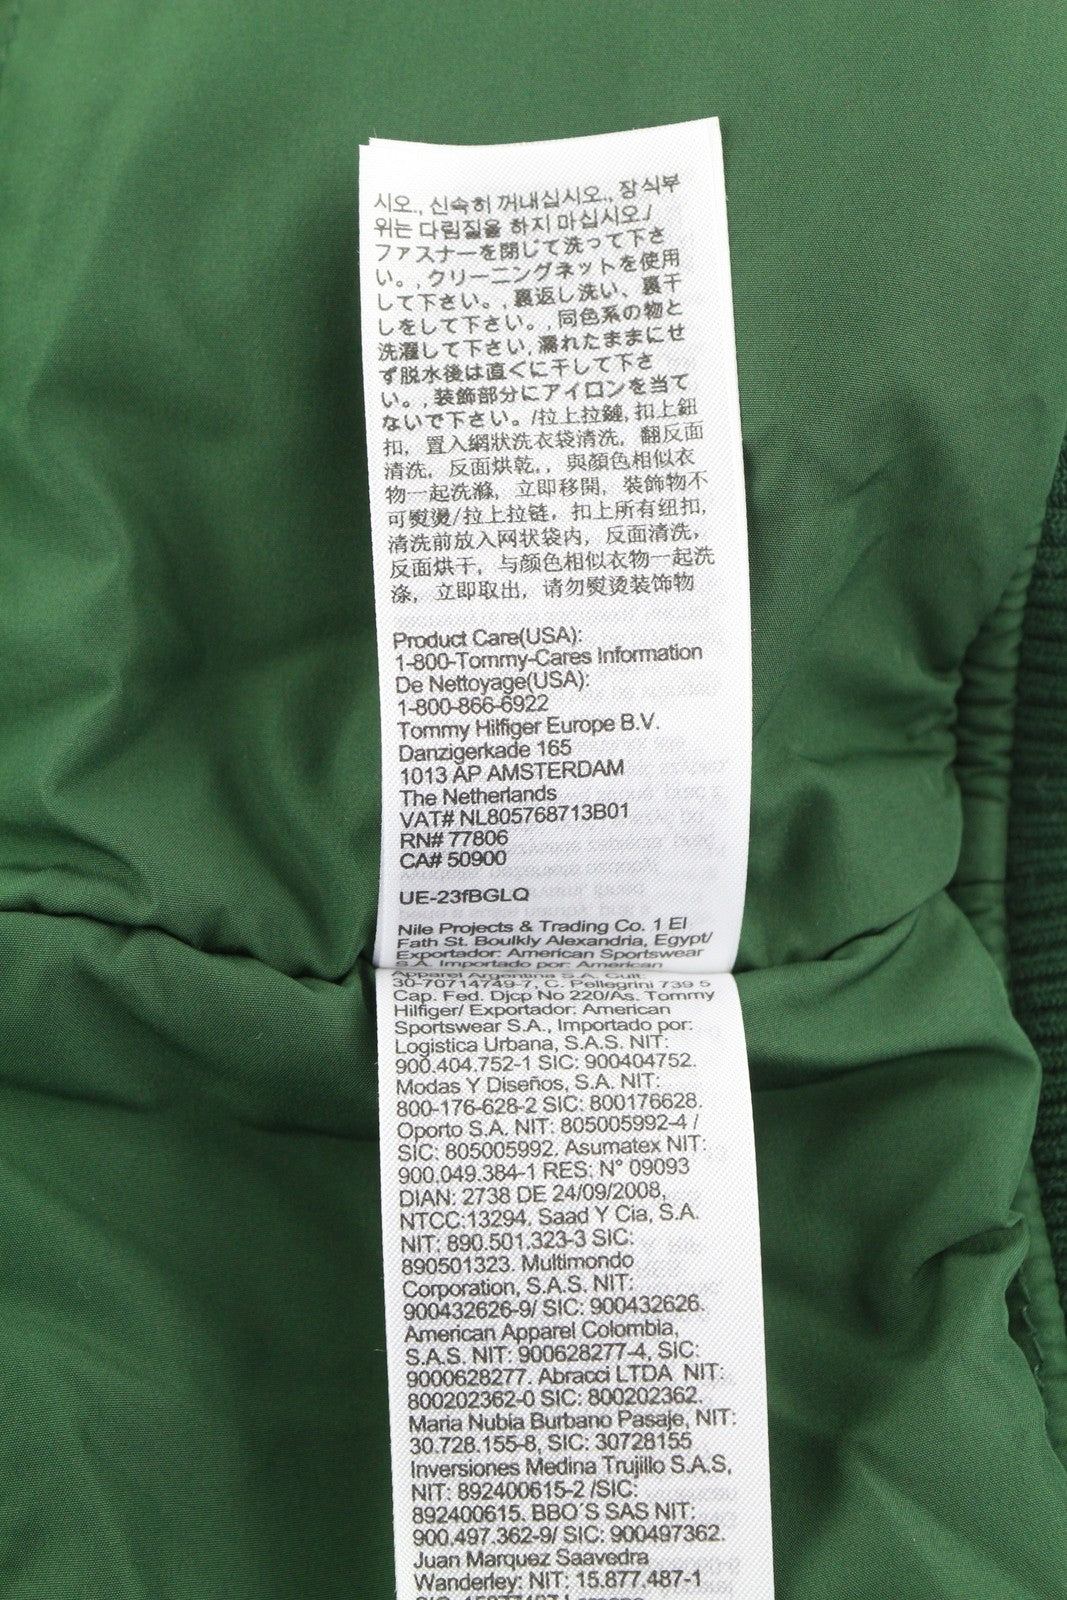 시오., 신속히 꺼내십시오., 장식부
위는 다림질을 하지 마십시오./
ファスナーを閉じて洗って下さ
い。,クリーニングネットを使用
して下さい。,裏返し洗い、裏干
しをして下さい。,同色系の物と
洗濯して下さい,濡れたままにせ
ず脱水後は直ぐに干して下さ
い。,装飾部分にアイロンを当て
ないで下さい。/拉上拉鏈, 扣上鈕
扣, 置入網狀洗衣袋清洗, 翻反面
清洗, 反面烘乾,, 與顏色相似衣
物一起洗滌, 立即移開, 裝飾物不
可熨燙/拉上拉链, 扣上所有纽扣,
清洗前放入网状袋内, 反面清洗,
反面烘干, 与颜色相似衣物一起洗
涤, 立即取出, 请勿熨烫装饰物
Product Care(USA):
1-800-Tommy-Cares Information
De Nettoyage(USA):
1-800-866-6922
Tommy Hilfiger Europe B.V.
Danzigerkade 165
1013 AP AMSTERDAM
The Netherlands
VAT# NL805768713B01
RN# 77806
CA# 50900
UE-23fBGLQ
Nile Projects & Trading Co. 1 El
Fath St. Boulkly Alexandria, Egypt/
Exportador: American Sportswear
S.A. Importado por: American
Apparel Argentina S.A. Cuit:
30-70714749-7, C. Pellegrini 739 5
Cap. Fed. Djcp No 220/As. Tommy
Hilfiger/ Exportador: American
Sportswear S.A., Importado por:
Logistica Urbana, S.A.S. NIT:
900.404.752-1 SIC: 900404752.
Modas Y Diseños, S.A. NIT:
800-176-628-2 SIC: 800176628.
Oporto S.A. NIT: 805005992-4 /
SIC: 805005992. Asumatex NIT:
900.049.384-1 RES: N° 09093
DIAN: 2738 DE 24/09/2008,
NTCC:13294. Saad Y Cia, S.A.
NIT: 890.501.323-3 SIC:
890501323. Multimondo
Corporation, S.A.S. NIT:
900432626-9/ SIC: 900432626.
American Apparel Colombia,
S.A.S. NIT: 900628277-4, SIC:
9000628277. Abracci LTDA NIT:
800202362-0 SIC: 800202362.
Maria Nubia Burbano Pasaje, NIT:
30.728.155-8, SIC: 30728155
Inversiones Medina Trujillo S.A.S,
NIT: 892400615-2 /SIC:
892400615. BBO´S SAS NIT:
900.497.362-9/ SIC: 900497362.
Juan Marquez Saavedra
Wanderley: NIT: 15.877.487-1